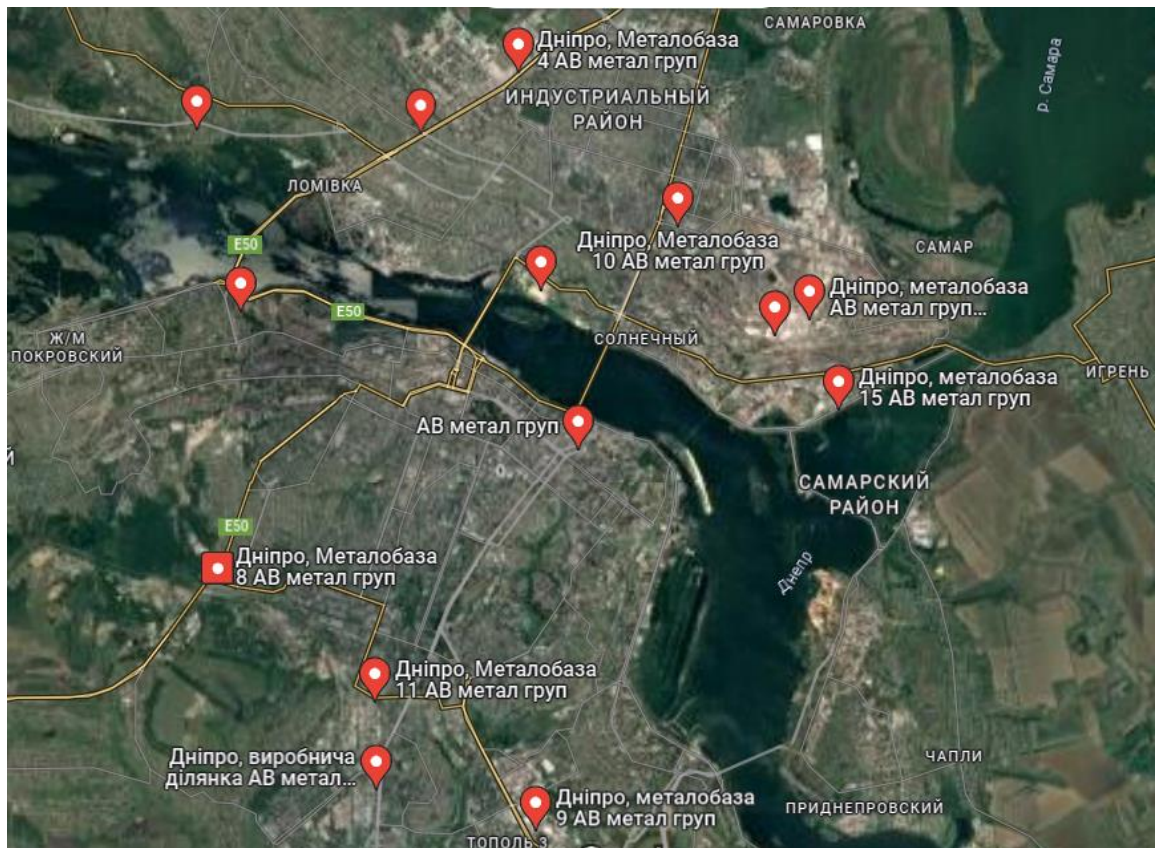 САМАРОВКА
Дніпро, Металобаза
4 АВ метал груп
р. Самара
ИНДУСТРИАЛЬНЫЙ
РАЙОН
ЛОМІВКА
E50
Дніпро, Металобаза
10 АВ метал груп
САМАР
Дніпро, металобаза
АВ метал груп...
E50
СОЛНЕЧНЫЙ
Ж/М
ПОКРОВСКИЙ
ИГРЕНЬ
Дніпро, металобаза
15 АВ метал груп
АВ метал груп
Й
САМАРСКИЙ
РАЙОН
E50
Дніпро, Металобаза
8 АВ метал груп
Днепр
Дніпро, Металобаза
11 АВ метал груп
Дніпро, виробнича
ділянка АВ метал...
ЧАПЛИ
Дніпро, металобаза
9 АВ метал груп
ПРИДНЕПРОВСКИЙ
ТОПОЛЬ 3